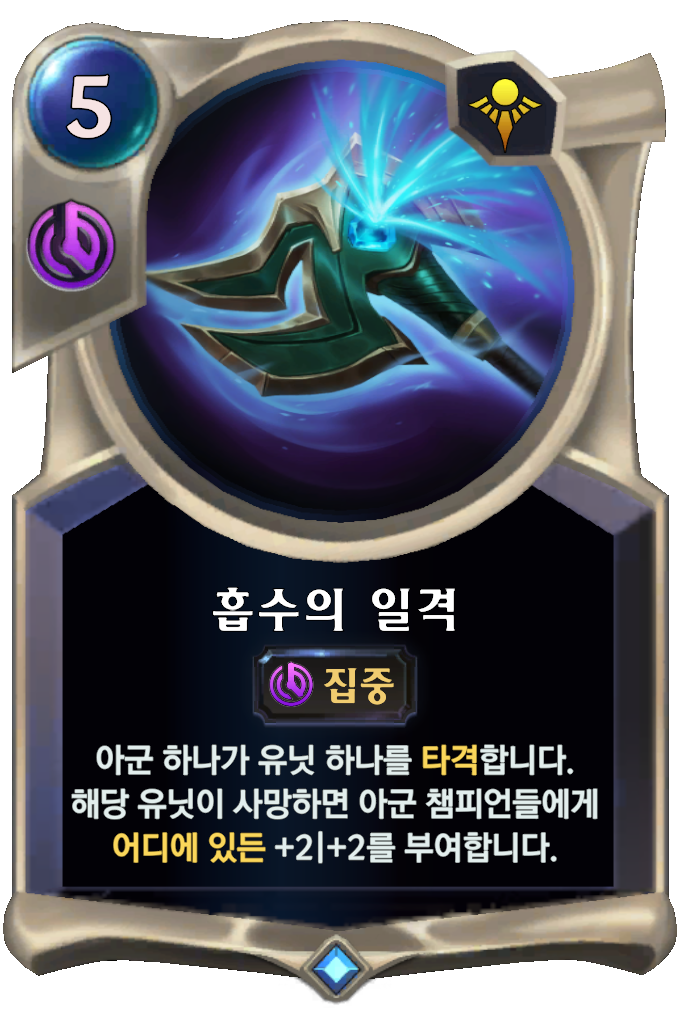 5
흡수의 일격
집중
아군 하나가 유닛 하나를 타격합니다.
해당 유닛이 사망하면 아군 챔피언들에게
어디에 있든 +2|+2를 부여합니다.